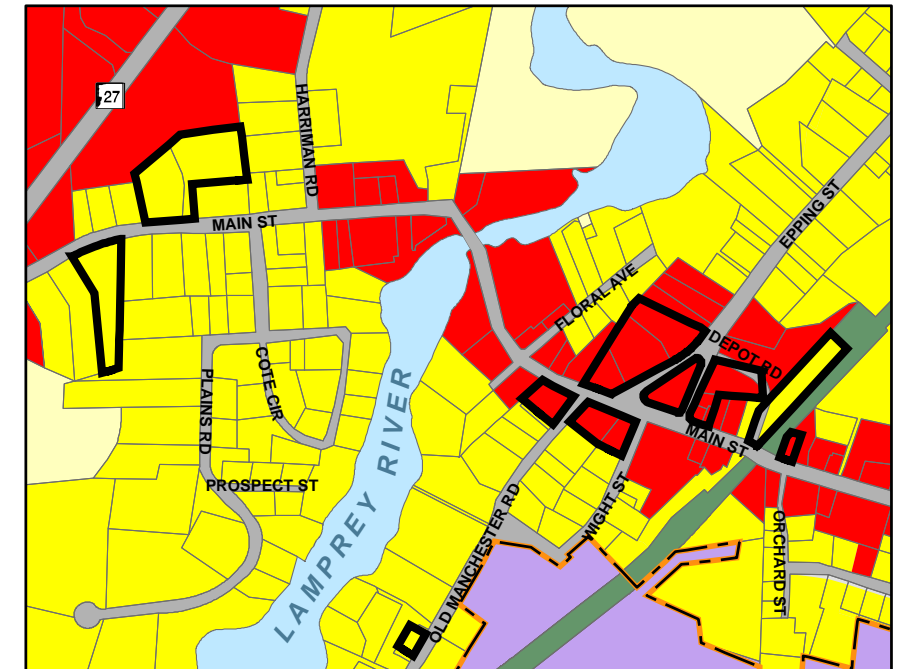 27
HARRIMAN RD
MAIN ST
EPPING ST
FLORAL AVE
DEPOT RD
COTE CIR
PLAINS RD
LAMPREY RIVER
MAIN ST
PROSPECT ST
WIGHT ST
OLD MANCHESTER RD
ORCHARD ST